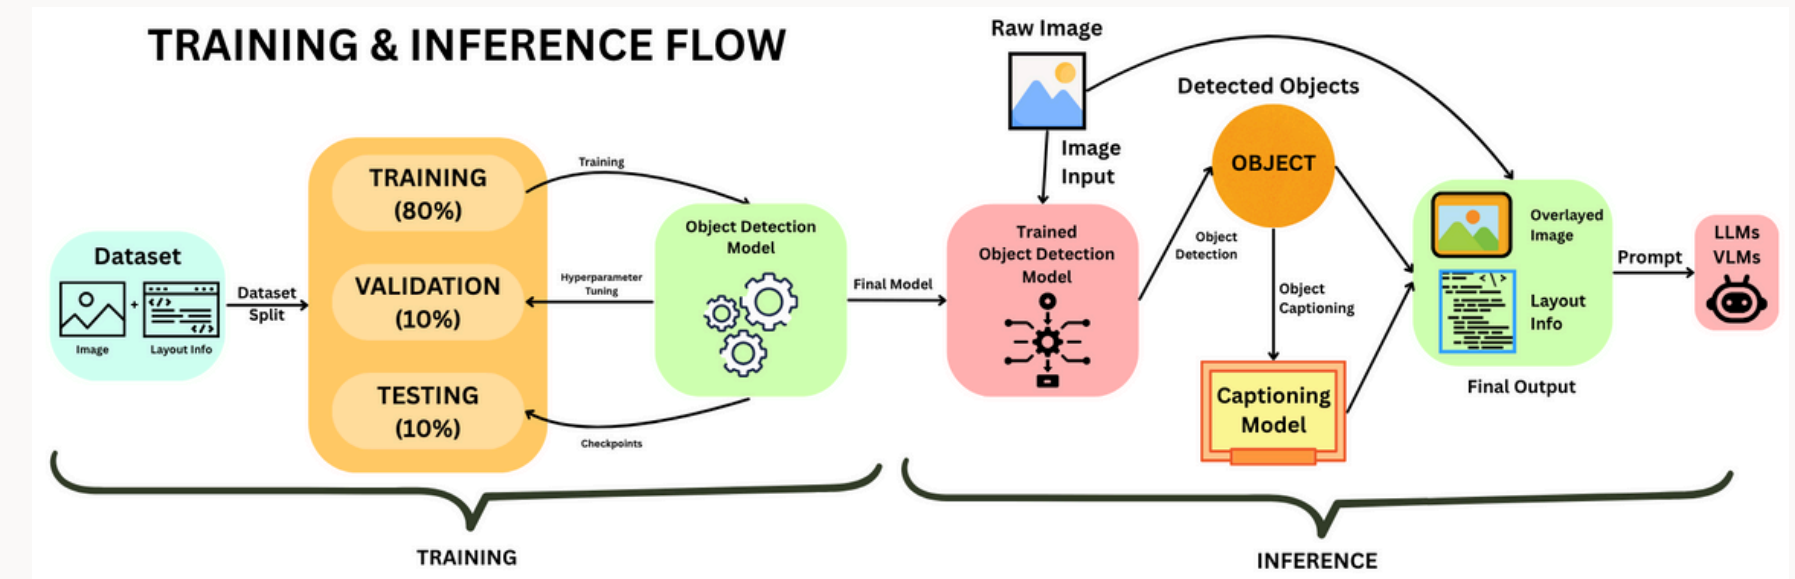 TRAINING & INFERENCE FLOW
Dataset
+
Image
Layout Info
Dataset
Split
TRAINING
(80%)
VALIDATION
(10%)
TESTING
(10%)
Training
Hyperparameter
Tuning
Checkpoints
Object Detection
Model
Final Model
TRAINING
Raw Image
Image
Input
Trained
Object Detection
Model
Object
Detection
Detected Objects
OBJECT
Object
Captioning
Captioning
Model
Overlayed
Image
Layout
Info
Final Output
Prompt
LLMs
VLMs
INFERENCE